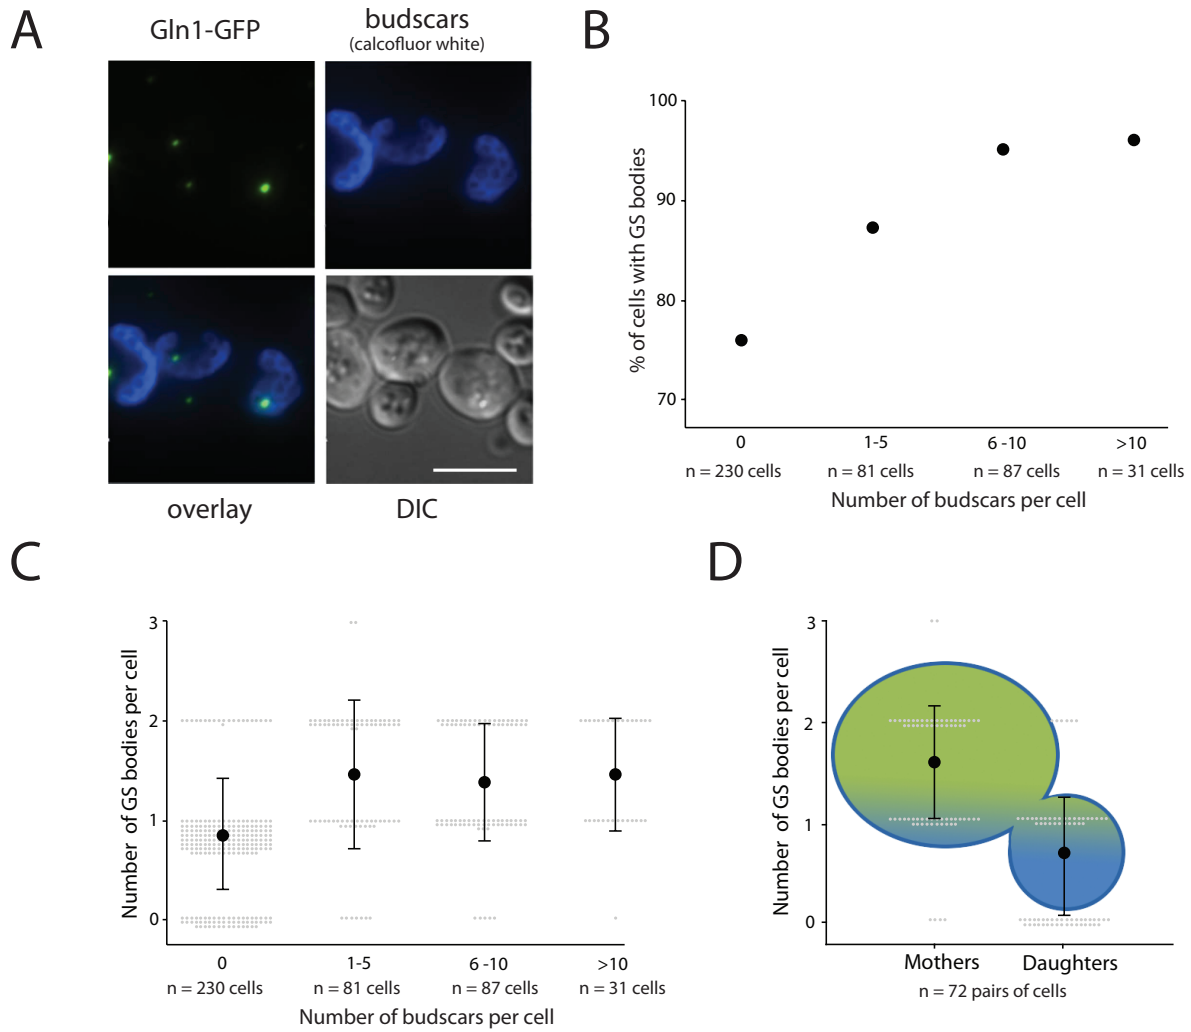 A
Gln1-GFP
budscars
(calcofluor white)
overlay
DIC
B
% of cells with GS bodies
100
90
80
70
0
1-5
6 -10
>10
n = 230 cells
n = 81 cells
n = 87 cells
n = 31 cells
Number of budscars per cell
C
Number of GS bodies per cell
3
2
1
0
0
1-5
6 -10
>10
n = 230 cells
n = 81 cells
n = 87 cells
n = 31 cells
Number of budscars per cell
D
Number of GS bodies per cell
3
2
1
0
Mothers
Daughters
n = 72 pairs of cells